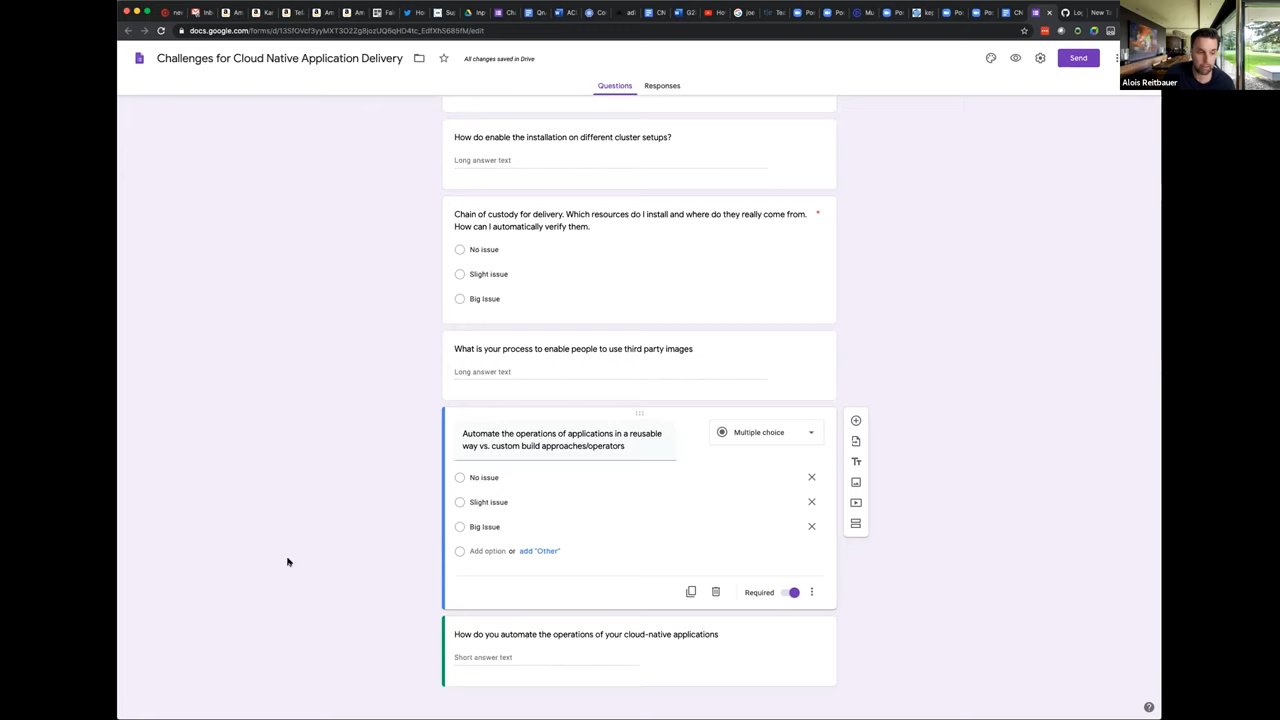 docs.google.com/forms/d/13SfOVcf3yyMXT3O2Zg8jozUQ6qHD4tc_EdfXhS685fM/edit
Challenges for Cloud Native Application Delivery
All changes saved in Drive
Send
Alois Reitbauer
Questions
Responses
How do enable the installation on different cluster setups?
Long answer text
Chain of custody for delivery. Which resources do I install and where do they really come from. *
How can I automatically verify them.
No issue
Slight issue
Big Issue
What is your process to enable people to use third party images
Long answer text
Automate the operations of applications in a reusable
way vs. custom build approaches/operators
Multiple choice
No issue
Slight issue
Big Issue
Add option or add "Other"
Required
How do you automate the operations of your cloud-native applications
Short answer text